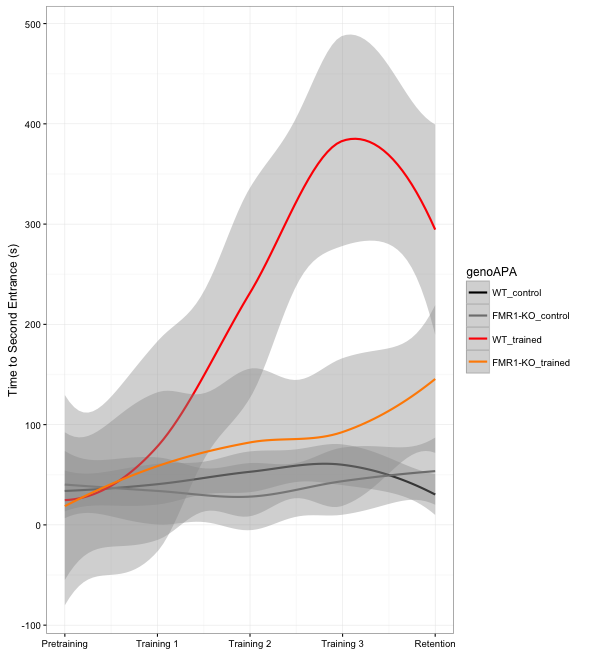 500
400
300
200
100
0
-100
Time to Second Entrance (s)
Pretraining Training 1 Training 2 Training 3 Retention
genoAPA
WT_control
FMR1-KO_control
WT_trained
FMR1-KO_trained